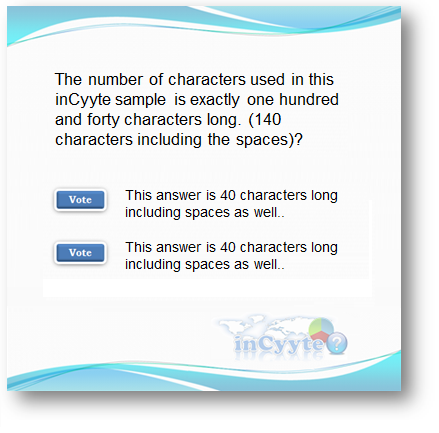 The number of characters used in this
inCyyte sample is exactly one hundred
and forty characters long. (140
characters including the spaces)?
Vote
This answer is 40 characters long
including spaces as well..
Vote
This answer is 40 characters long
including spaces as well..
inCyyte?